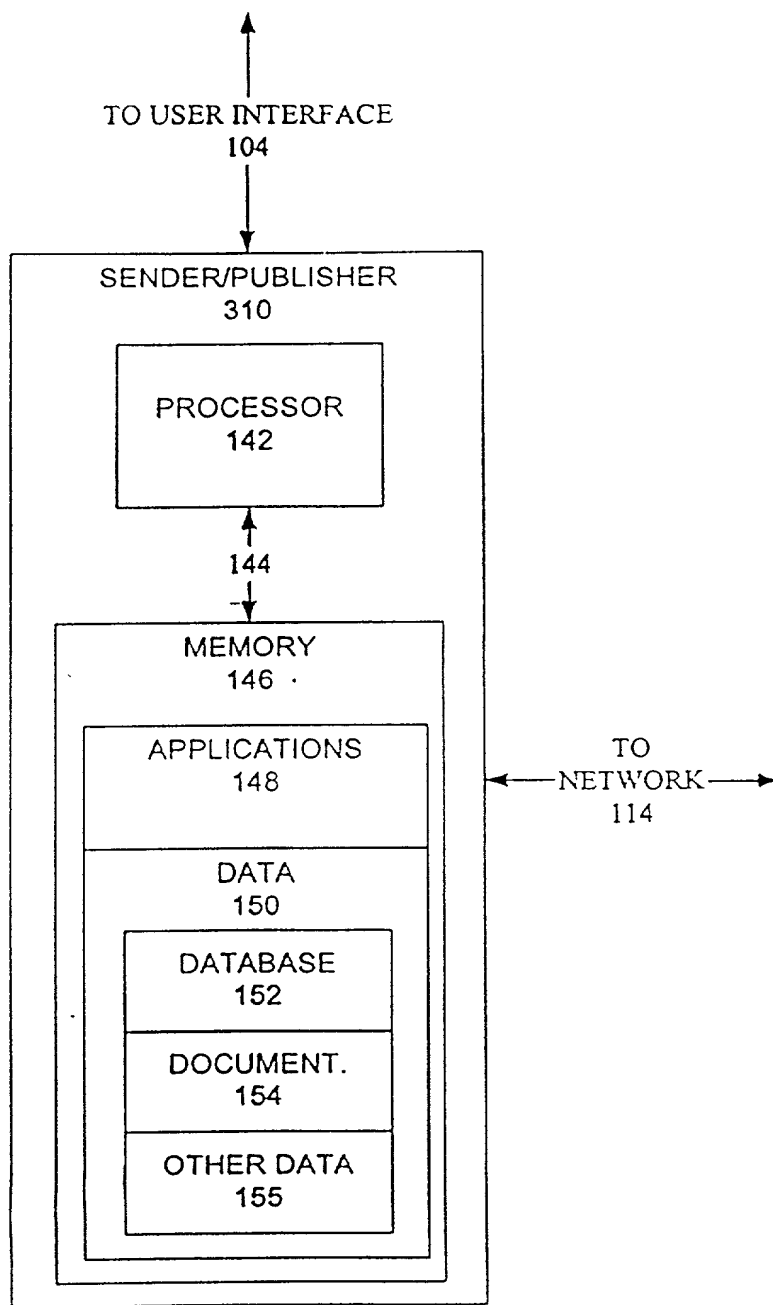 TO USER INTERFACE
104
SENDER/PUBLISHER
310
PROCESSOR
142
144
MEMORY
146
APPLICATIONS
148
TO
NETWORK
114
DATA
150
DATABASE
152
DOCUMENT.
154
OTHER DATA
155